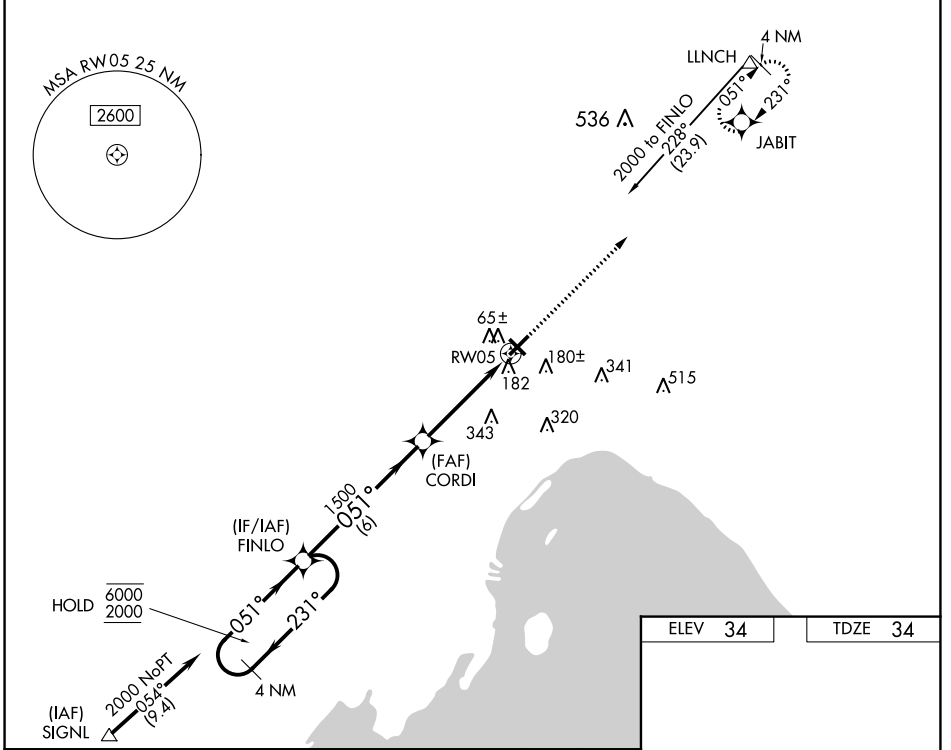 MSA RW05 25 NM
2600
LLNCH
4 NM
051°
231°
JABIT
536
2000 to FINLO
228°
(23.9)
65±
RW05
182
180±
341
515
343
320
(FAF)
CORDI
1500
051°
(6)
(IF/IAF)
FINLO
HOLD
6000
2000
051°
231°
4 NM
2000 NoPT
054°
(9.4)
(IAF)
SIGNL
ELEV 34
TDZE 34